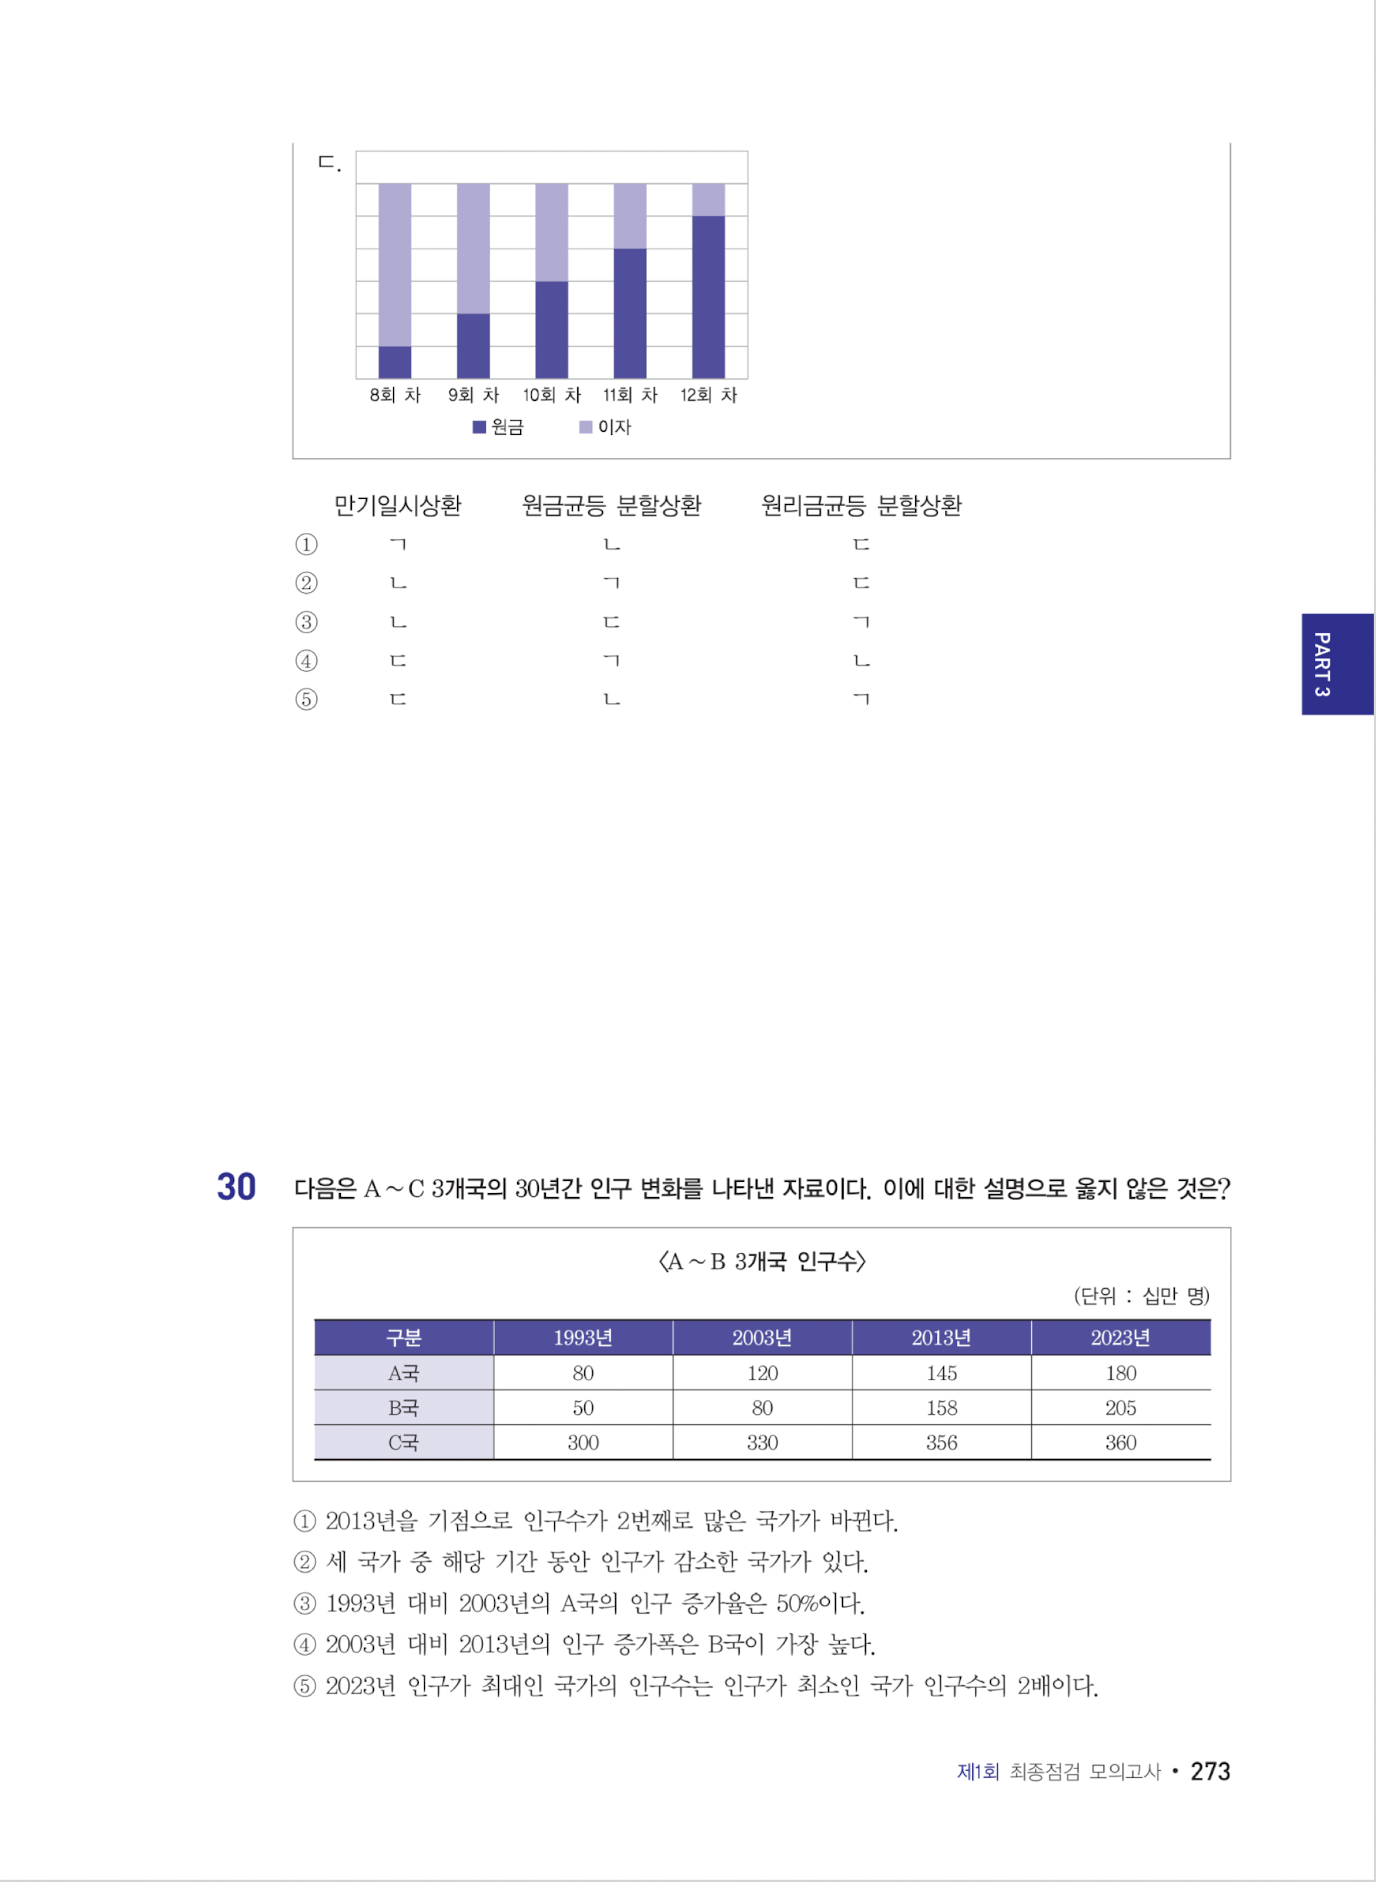 ㄷ.
8회 차 9회 차 10회 차 11회 차 12회 차
원금 이자
만기일시상환 원금균등 분할상환 원리금균등 분할상환
① ㄱ ㄴ ㄷ
② ㄴ ㄱ ㄷ
③ ㄴ ㄷ ㄱ
④ ㄷ ㄱ ㄴ
⑤ ㄷ ㄴ ㄱ
PART 3
30 다음은 A ~ C 3개국의 30년간 인구 변화를 나타낸 자료이다. 이에 대한 설명으로 옳지 않은 것은?
〈A ~ B 3개국 인구수〉
(단위 : 십만 명)
구분 1993년 2003년 2013년 2023년
A국 80 120 145 180
B국 50 80 158 205
C국 300 330 356 360
① 2013년을 기점으로 인구수가 2번째로 많은 국가가 바뀐다.
② 세 국가 중 해당 기간 동안 인구가 감소한 국가가 있다.
③ 1993년 대비 2003년의 A국의 인구 증가율은 50%이다.
④ 2003년 대비 2013년의 인구 증가폭은 B국이 가장 높다.
⑤ 2023년 인구가 최대인 국가의 인구수는 인구가 최소인 국가 인구수의 2배이다.
제1회 최종점검 모의고사 • 273